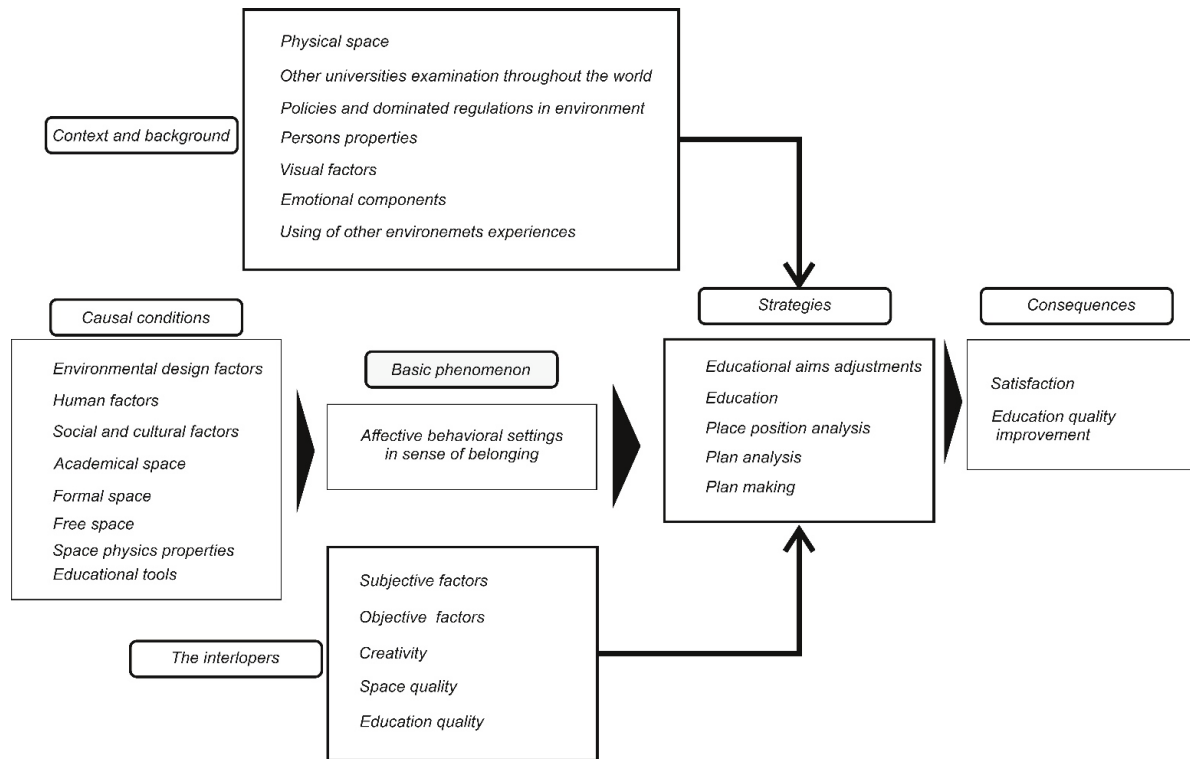 Physical space
Other universities examination throughout the world
Policies and dominated regulations in environment
Context and background
Persons properties
Visual factors
Emotional components
Using of other environemets experiences
Causal conditions
Environmental design factors
Human factors
Social and cultural factors
Academical space
Formal space
Free space
Space physics properties
Educational tools
Basic phenomenon
Affective behavioral settings
in sense of belonging
Strategies
Educational aims adjustments
Education
Place position analysis
Plan analysis
Plan making
Consequences
Satisfaction
Education quality
improvement
The interlopers
Subjective factors
Objective factors
Creativity
Space quality
Education quality